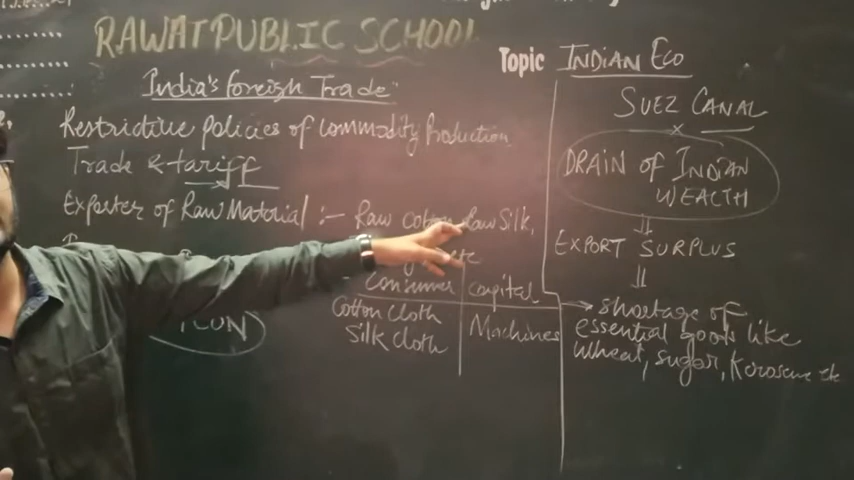 RAWAT PUBLIC SCHOOL
India's Foreign Trade"
Restrictive policies of commodity Production
Trade & tariff
Exporter of Raw Material :- Raw cotton Raw Silk,
etc
Consumer capital
Cotton cloth Machines
Silk cloth
Topic INDIAN ECO
SUEZ CANAL
DRAIN OF INDIAN
WEALTH
EXPORT SURPLUS
→ shortage of
essential goods like
wheat, sugar, Kerosene etc